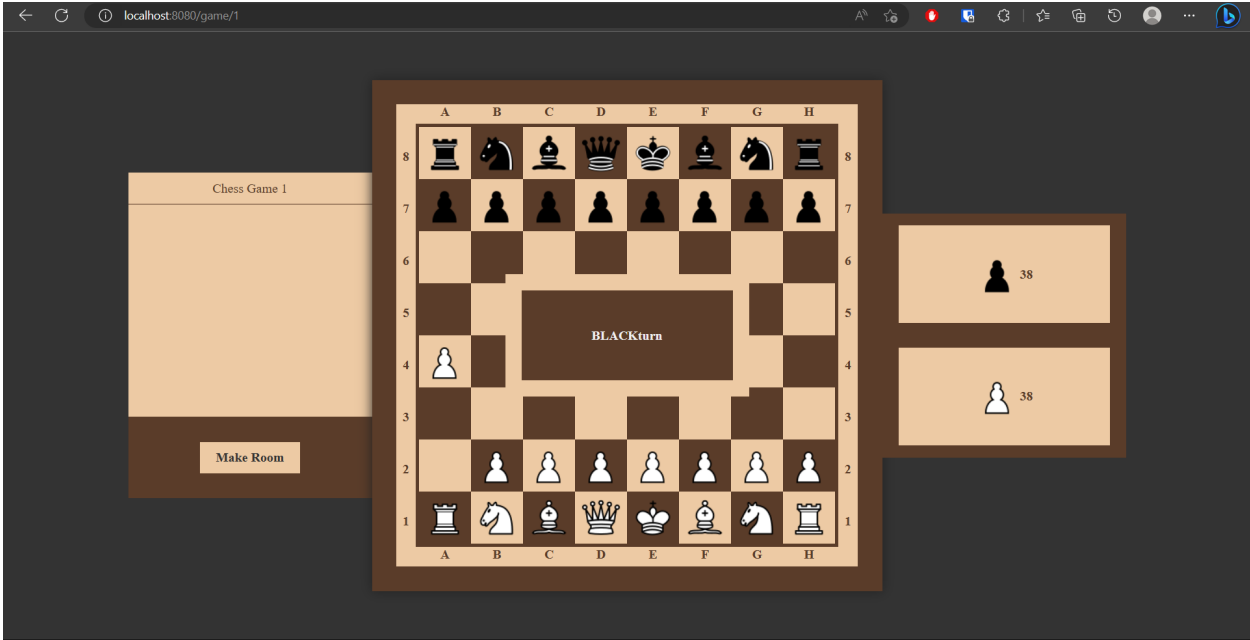 localhost:8080/game/1
A B C D E F G H
8 8
Chess Game 1
7 7
6 6
38
5 5
BLACKturn
4 4
38
3 3
Make Room
2 2
1 1
A B C D E F G H